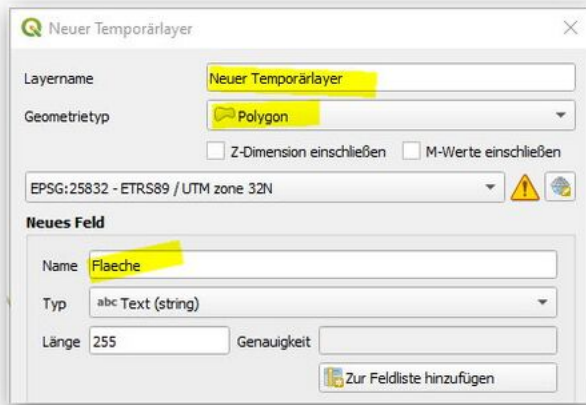 Neuer Temporärlayer
Layername Neuer Temporärlayer
Geometrietyp Polygon
Z-Dimension einschließen M-Werte einschließen
EPSG:25832 - ETRS89 / UTM zone 32N
Neues Feld
Name Flaeche
Typ abc Text (string)
Länge 255 Genauigkeit
Zur Feldliste hinzufügen